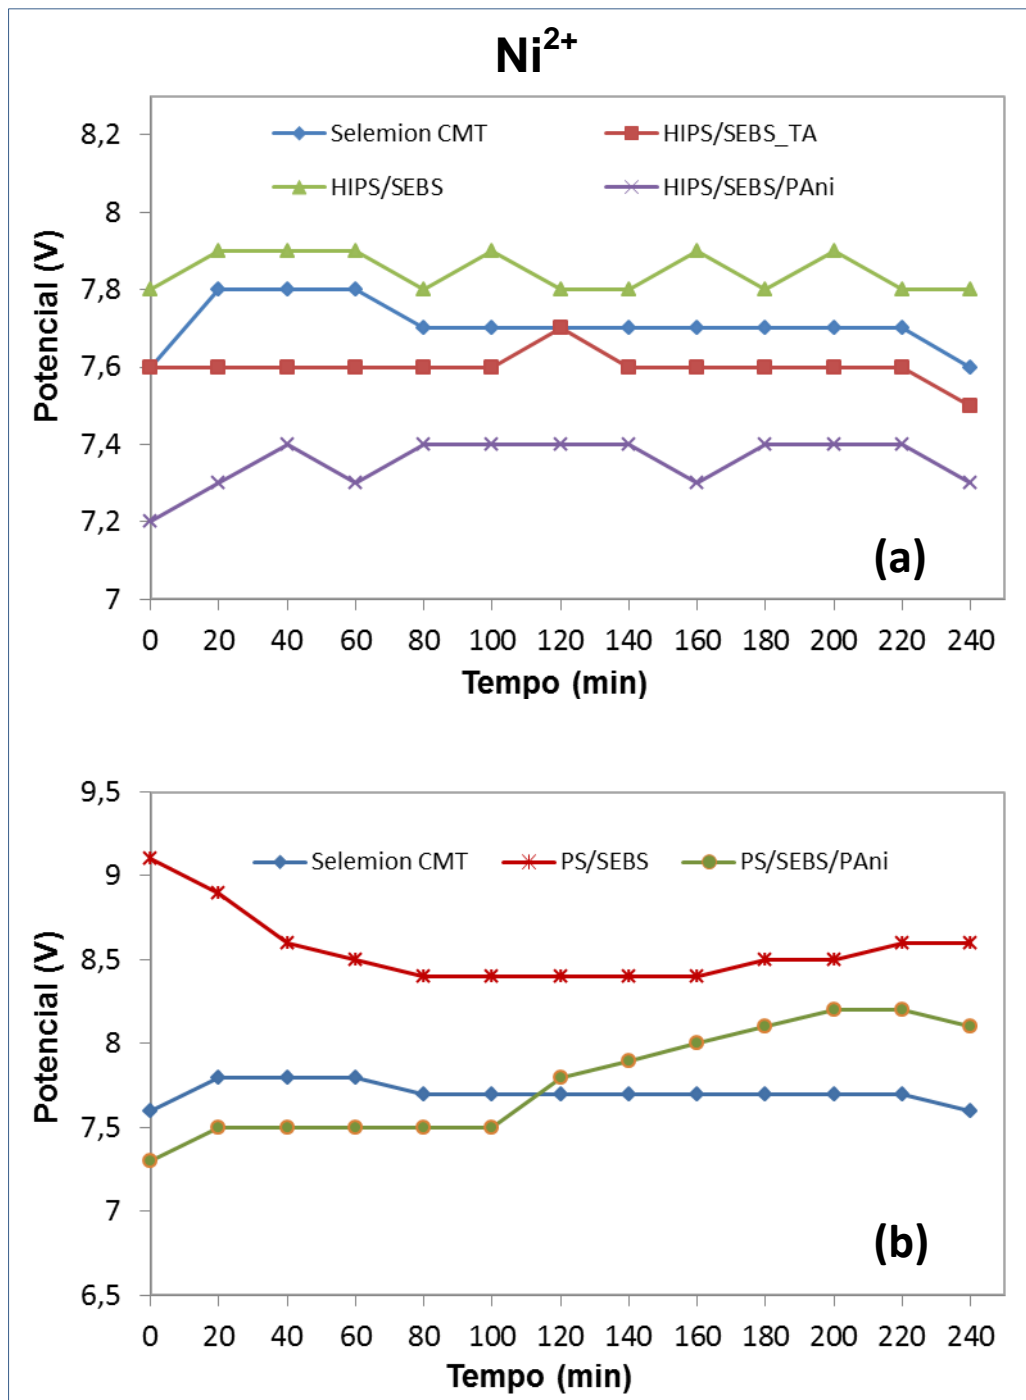 Ni²⁺
8,2
8
7,8
7,6
7,4
7,2
7
Potencial (V)
Selemion CMT
HIPS/SEBS_TA
HIPS/SEBS
HIPS/SEBS/PAni
(a)
0 20 40 60 80 100 120 140 160 180 200 220 240
Tempo (min)
9,5
9
8,5
8
7,5
7
6,5
Potencial (V)
Selemion CMT
PS/SEBS
PS/SEBS/PAni
(b)
0 20 40 60 80 100 120 140 160 180 200 220 240
Tempo (min)